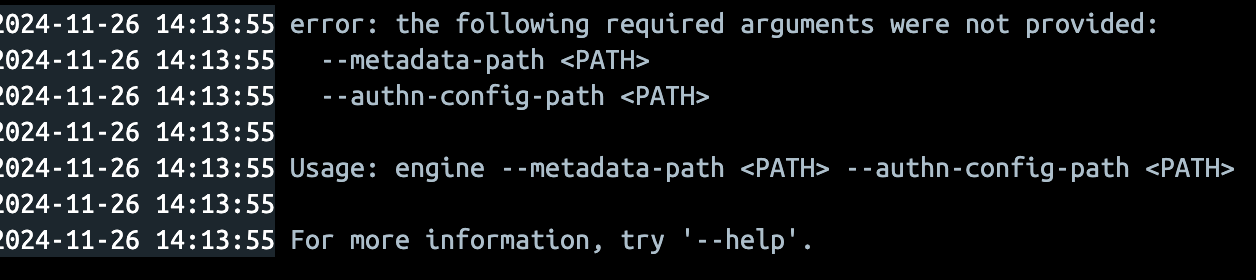 2024-11-26 14:13:55 error: the following required arguments were not provided:
2024-11-26 14:13:55   --metadata-path <PATH>
2024-11-26 14:13:55   --authn-config-path <PATH>
2024-11-26 14:13:55
2024-11-26 14:13:55 Usage: engine --metadata-path <PATH> --authn-config-path <PATH>
2024-11-26 14:13:55
2024-11-26 14:13:55 For more information, try '--help'.